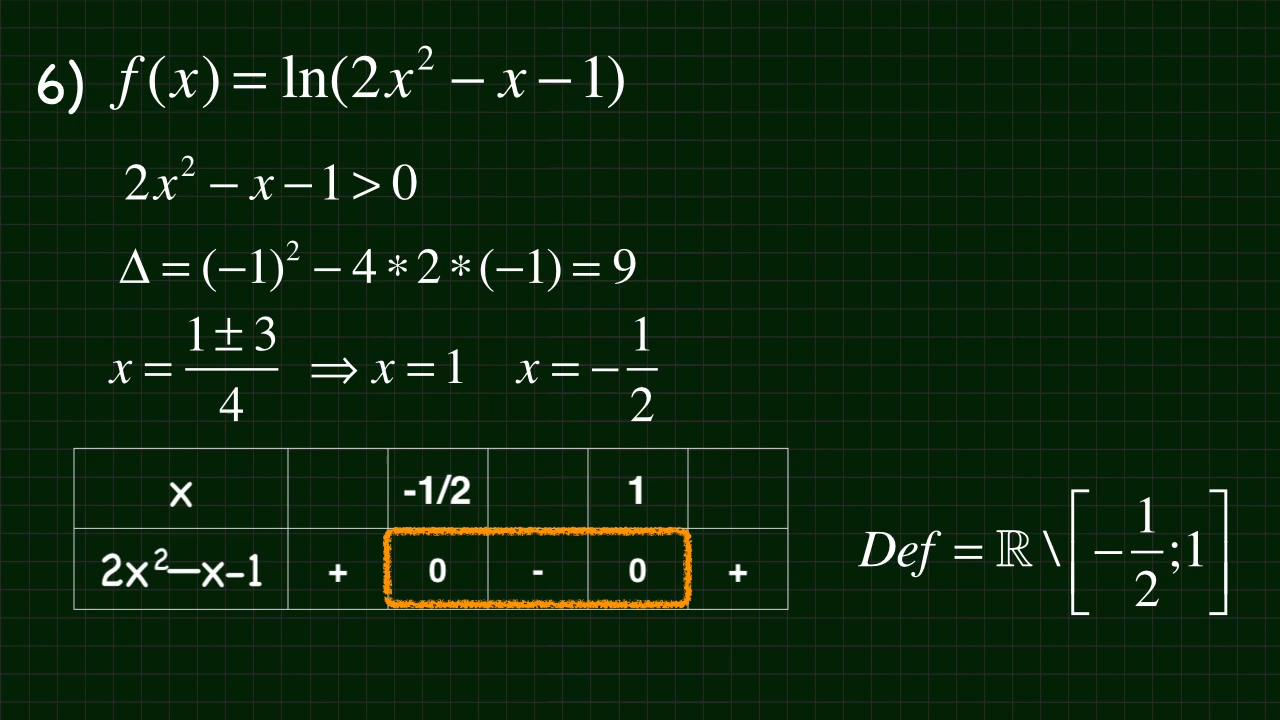 6) f(x) = ln(2x² − x − 1)
2x² − x − 1 > 0
Δ = (−1)² − 4 * 2 * (−1) = 9
x = (1 ± 3)/4 ⇒ x = 1 x = −1/2
x -1/2 1
2x²−x−1 + 0 - 0 +
Def = ℝ \ [−1/2 ; 1]